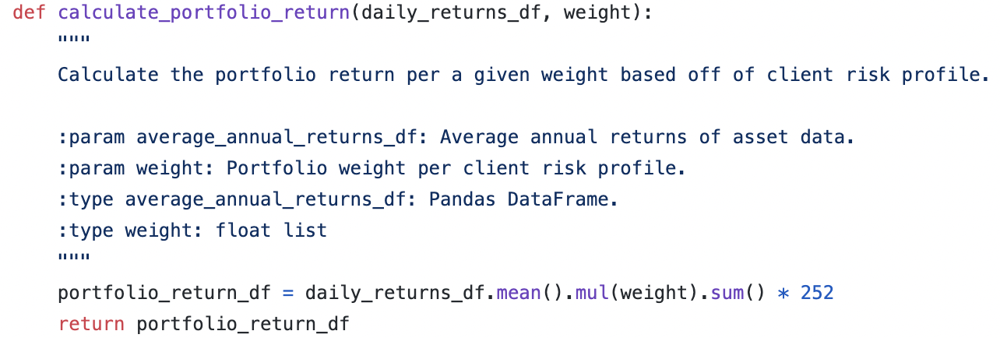 def calculate_portfolio_return(daily_returns_df, weight):
    """
    Calculate the portfolio return per a given weight based off of client risk profile.

    :param average_annual_returns_df: Average annual returns of asset data.
    :param weight: Portfolio weight per client risk profile.
    :type average_annual_returns_df: Pandas DataFrame.
    :type weight: float list
    """
    portfolio_return_df = daily_returns_df.mean().mul(weight).sum() * 252
    return portfolio_return_df